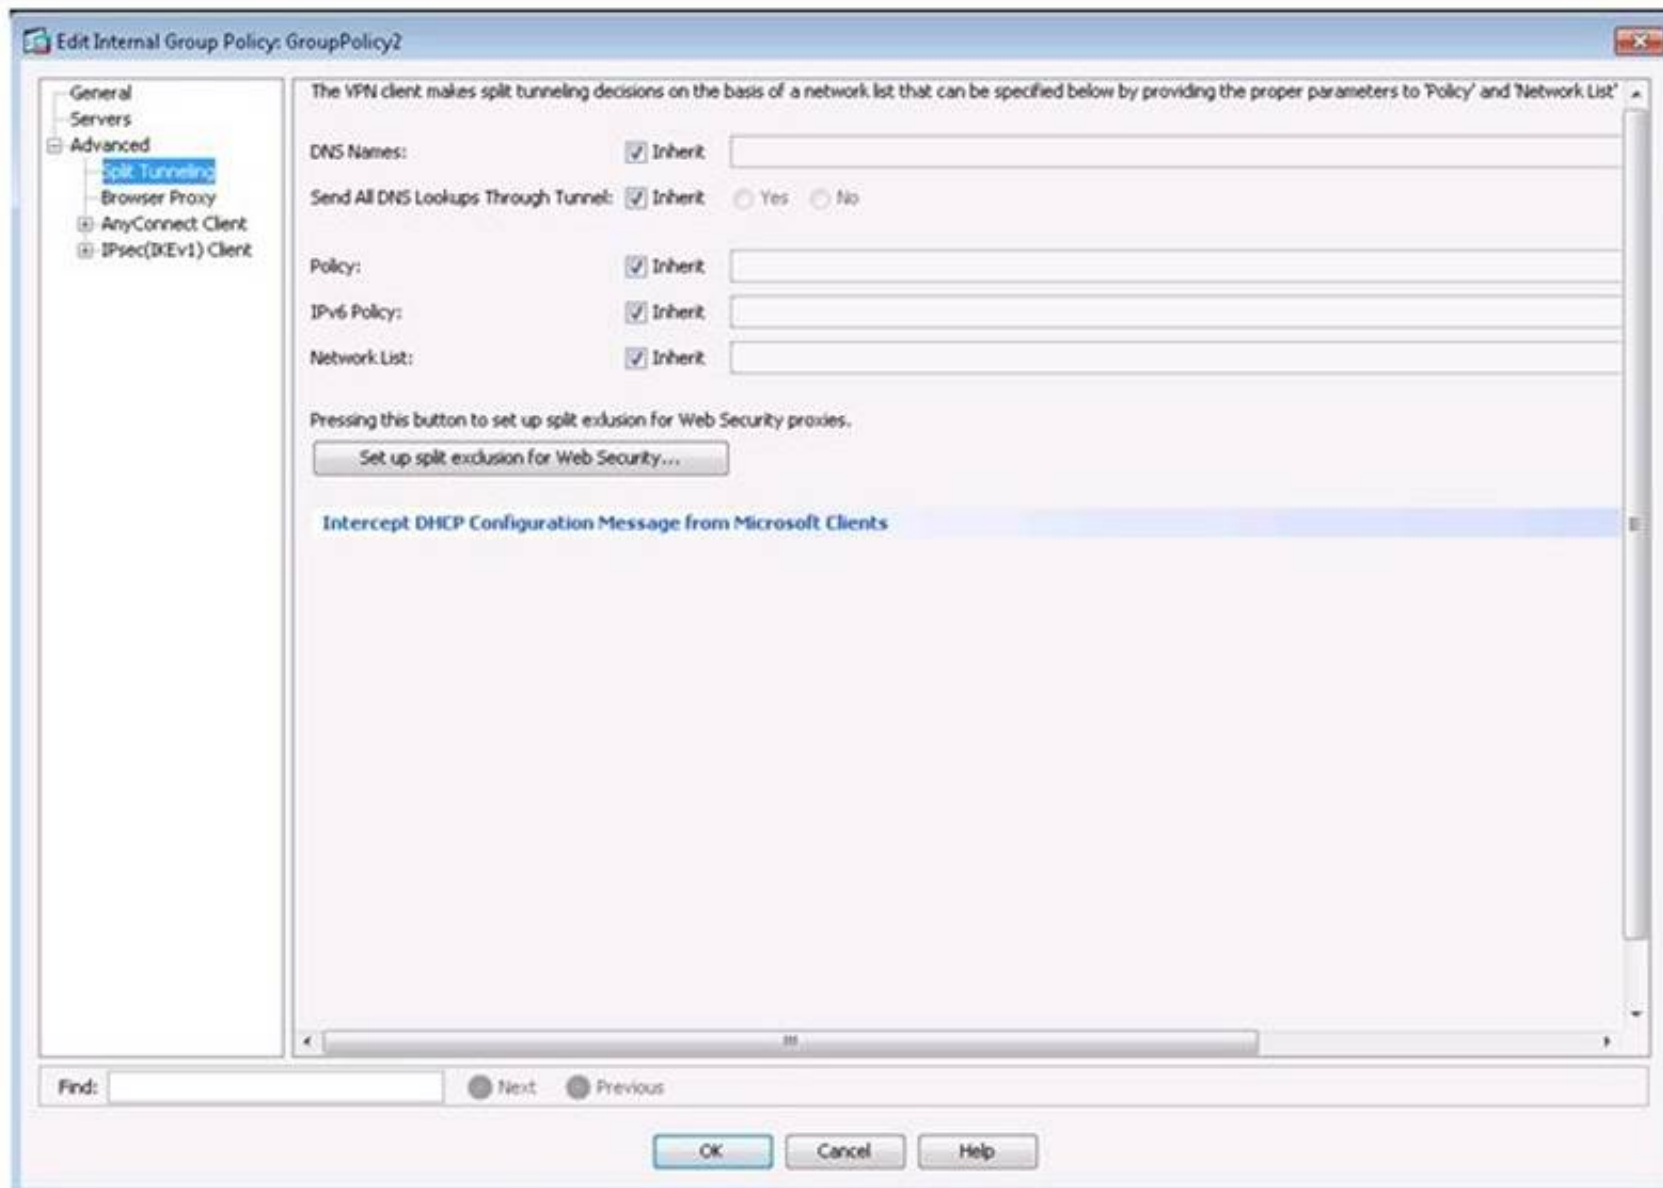 Edit Internal Group Policy: GroupPolicy2
General
Servers
Advanced
Split Tunneling
Browser Proxy
AnyConnect Client
IPsec(IKEv1) Client
The VPN client makes split tunneling decisions on the basis of a network list that can be specified below by providing the proper parameters to 'Policy' and 'Network List'
DNS Names: Inherit
Send All DNS Lookups Through Tunnel: Inherit Yes No
Policy: Inherit
IPv6 Policy: Inherit
Network List: Inherit
Pressing this button to set up split exlusion for Web Security proxies.
Set up split exclusion for Web Security...
Intercept DHCP Configuration Message from Microsoft Clients
Find: Next Previous
OK Cancel Help